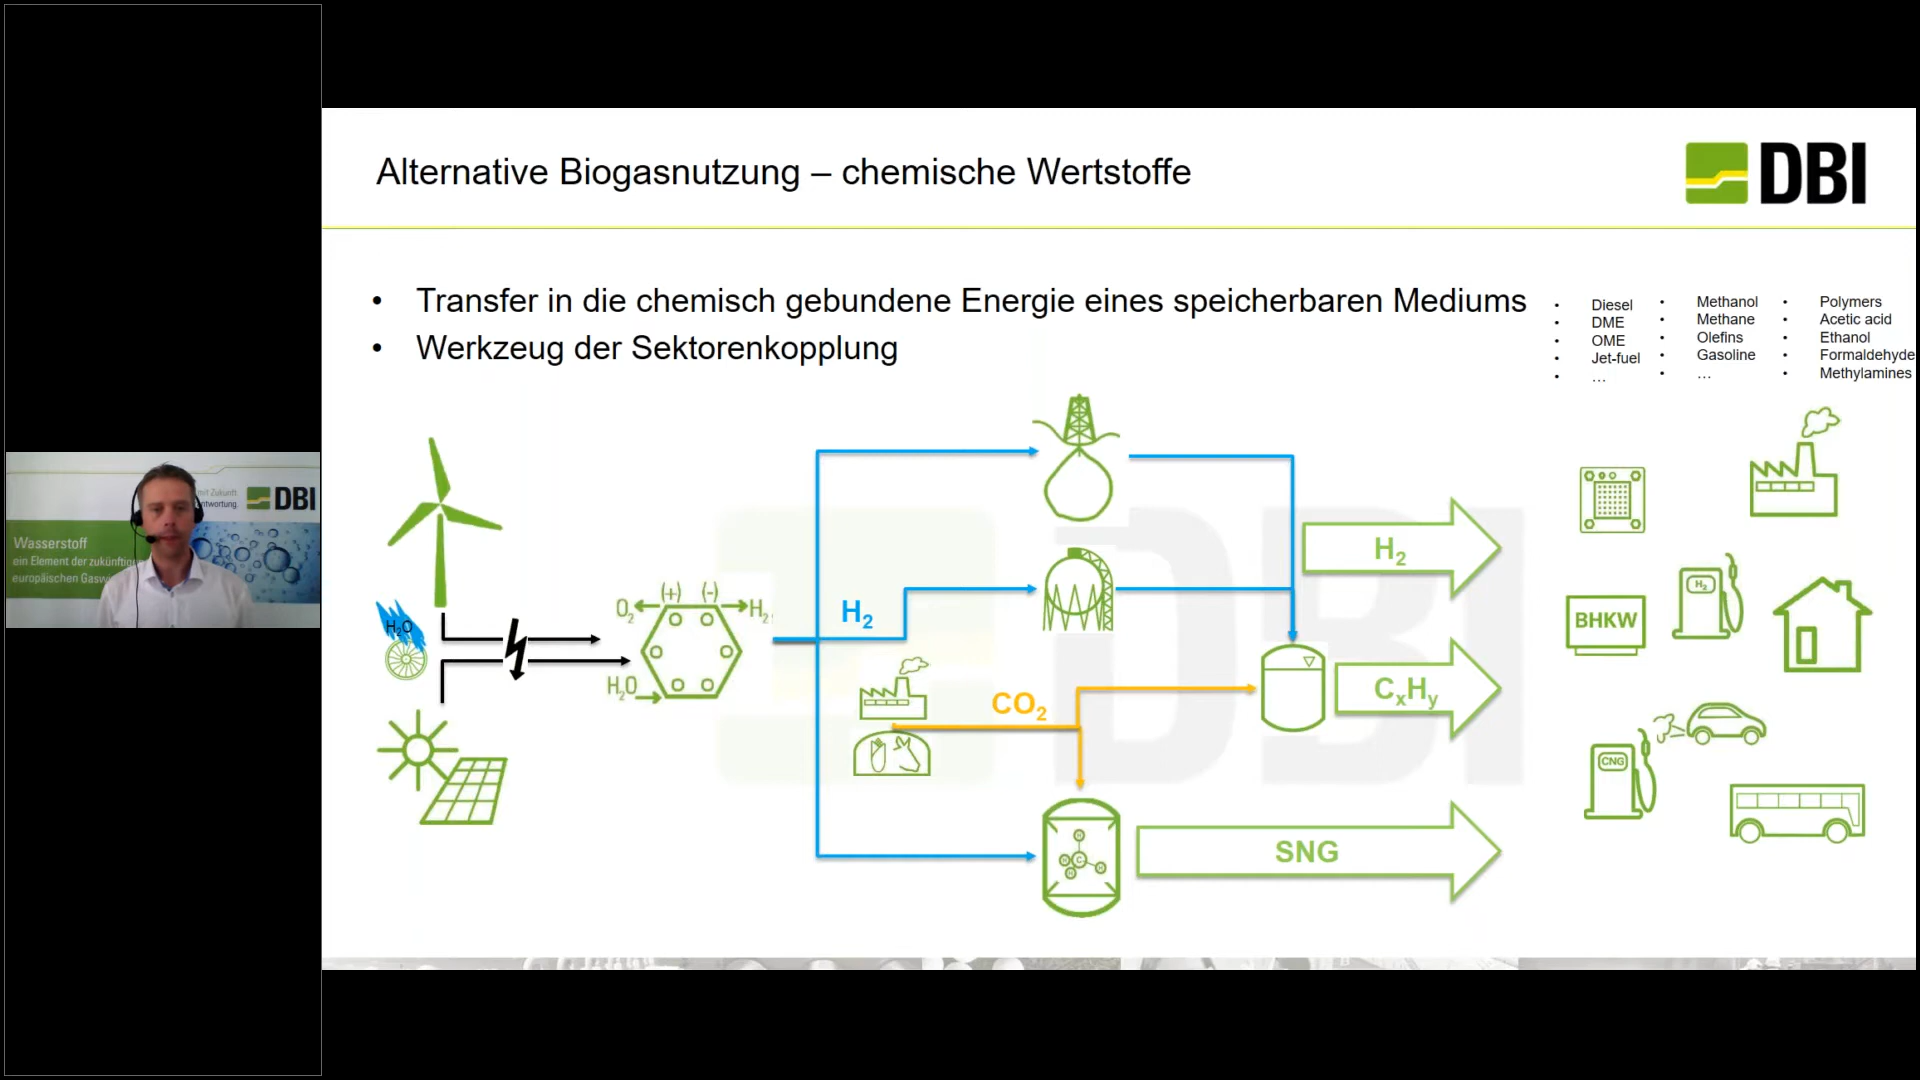 Alternative Biogasnutzung – chemische Wertstoffe
DBI
• Transfer in die chemisch gebundene Energie eines speicherbaren Mediums
• Werkzeug der Sektorenkopplung
• Diesel
• DME
• OME
• Jet-fuel
• …
• Methanol
• Methane
• Olefins
• Gasoline
• …
• Polymers
• Acetic acid
• Ethanol
• Formaldehyde
• Methylamines
mit Zukunft
DBI
Wasserstoff
ein Element der
europäischen
H₂O
O₂
(+)
(-)
H₂
H₂O
H₂
CO₂
H₂
CₓHᵧ
SNG
H
H
C
H
H
BHKW
H₂
CNG